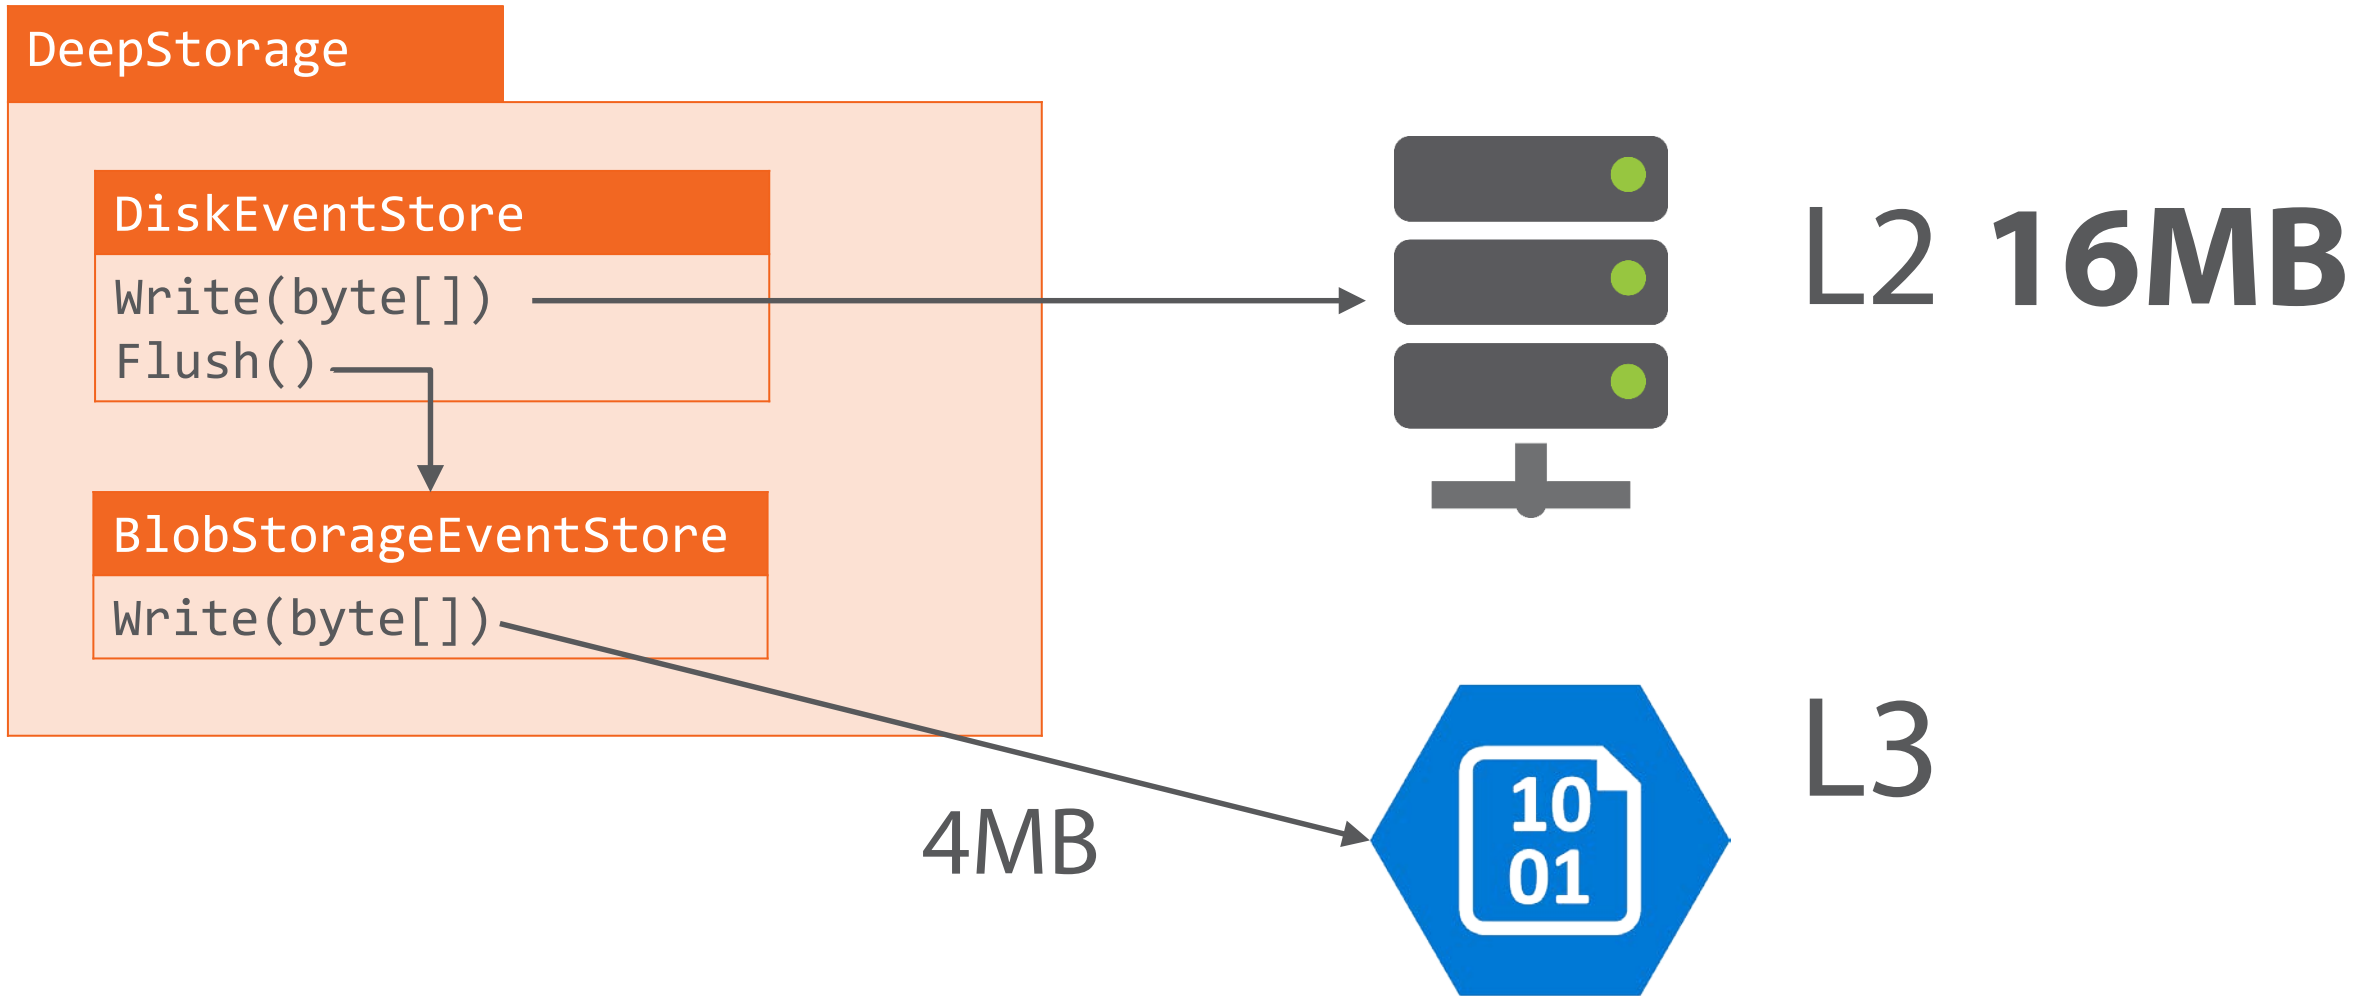 DeepStorage
DiskEventStore
Write(byte[])
Flush()
L2 16MB
BlobStorageEventStore
Write(byte[])
4MB
L3
10
01